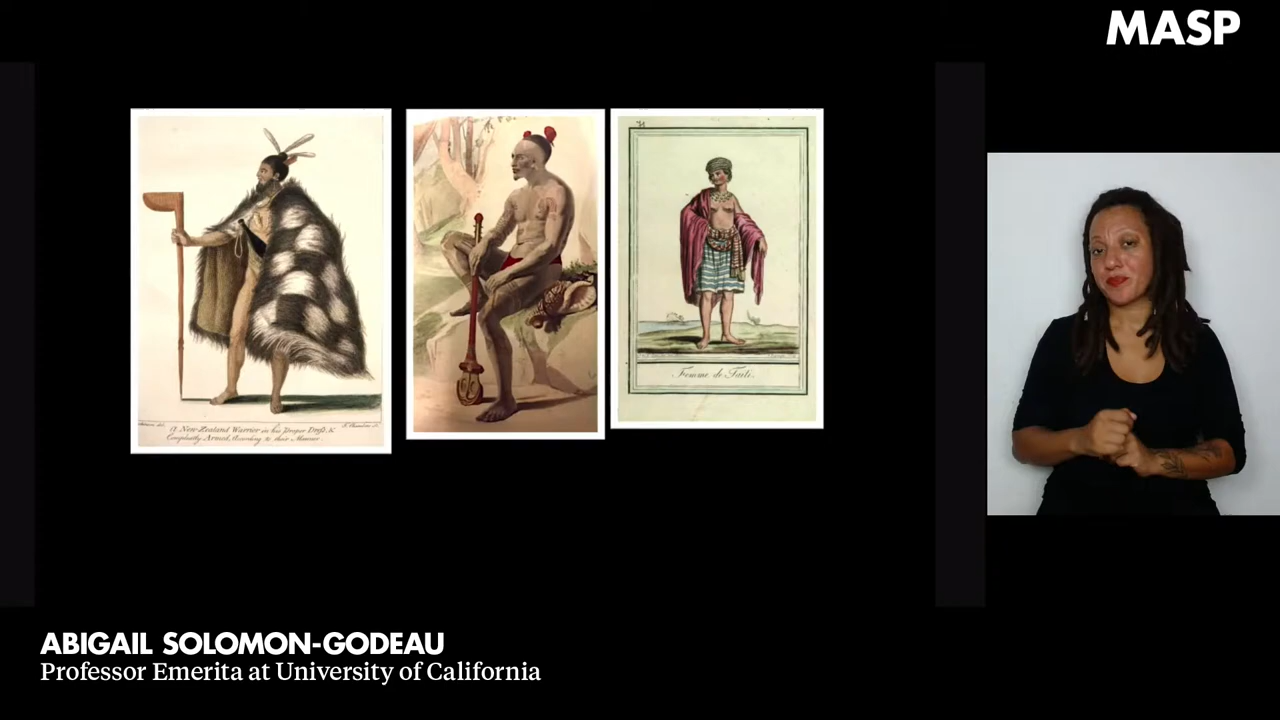 MASP
A New-Zealand Warrior in his Proper Dress, &
Compleatly Armed, According to their Manner.
Femme de Taiti.
ABIGAIL SOLOMON-GODEAU
Professor Emerita at University of California